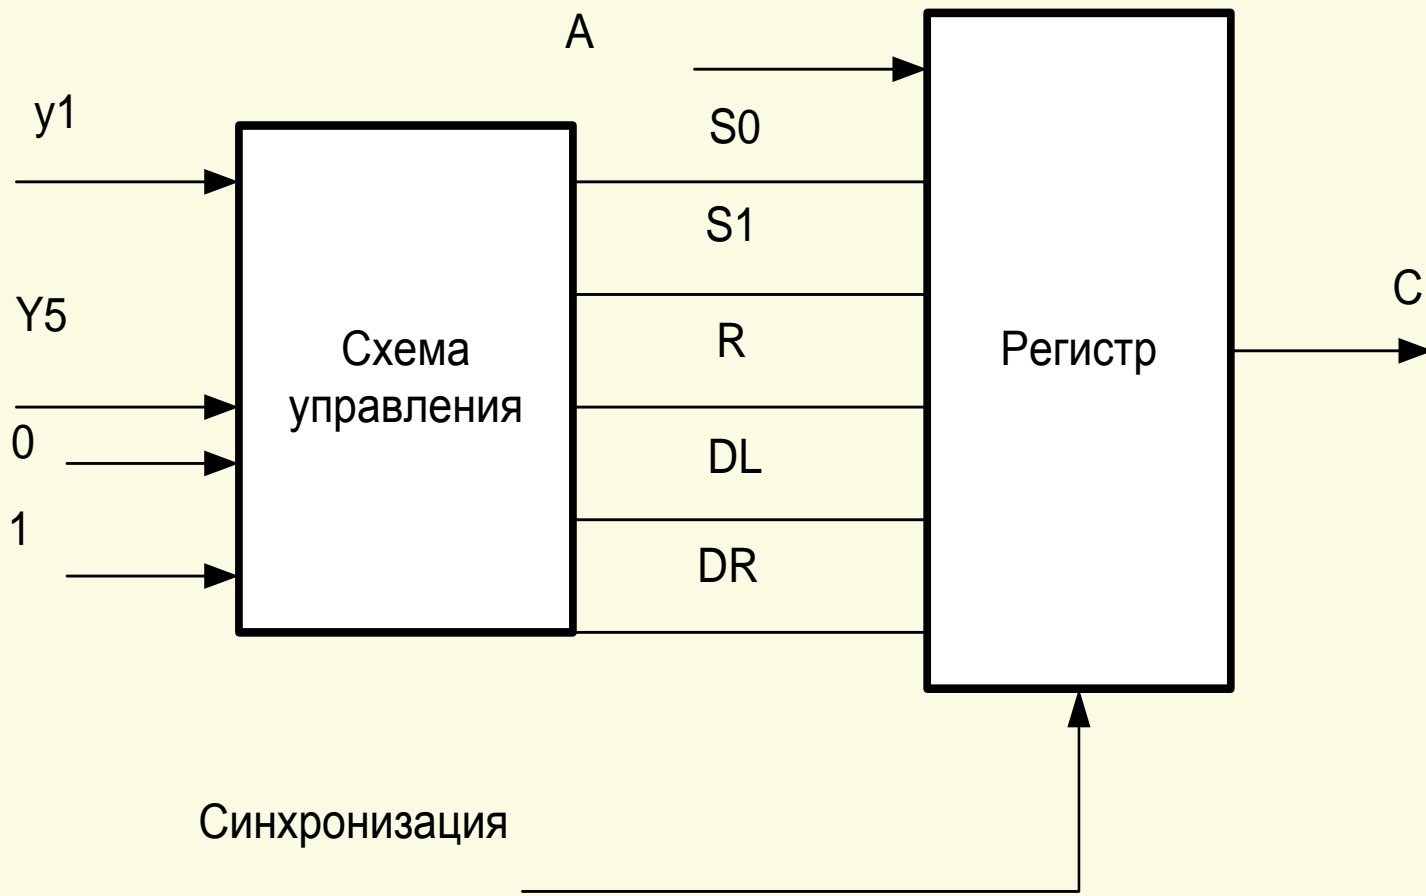 A
y1
S0
S1
Y5
C
R
Схема
управления
Регистр
0
DL
1
DR
Синхронизация